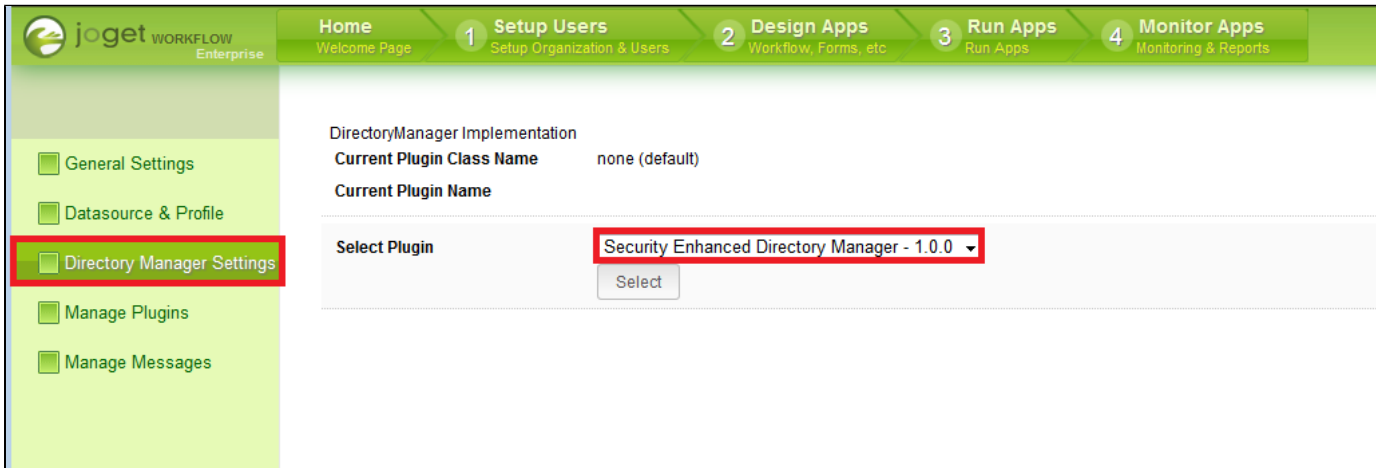 joget WORKFLOW
Enterprise
Home
Welcome Page
1 Setup Users
Setup Organization & Users
2 Design Apps
Workflow, Forms, etc
3 Run Apps
Run Apps
4 Monitor Apps
Monitoring & Reports
General Settings
Datasource & Profile
Directory Manager Settings
Manage Plugins
Manage Messages
DirectoryManager Implementation
Current Plugin Class Name none (default)
Current Plugin Name
Select Plugin Security Enhanced Directory Manager - 1.0.0
Select